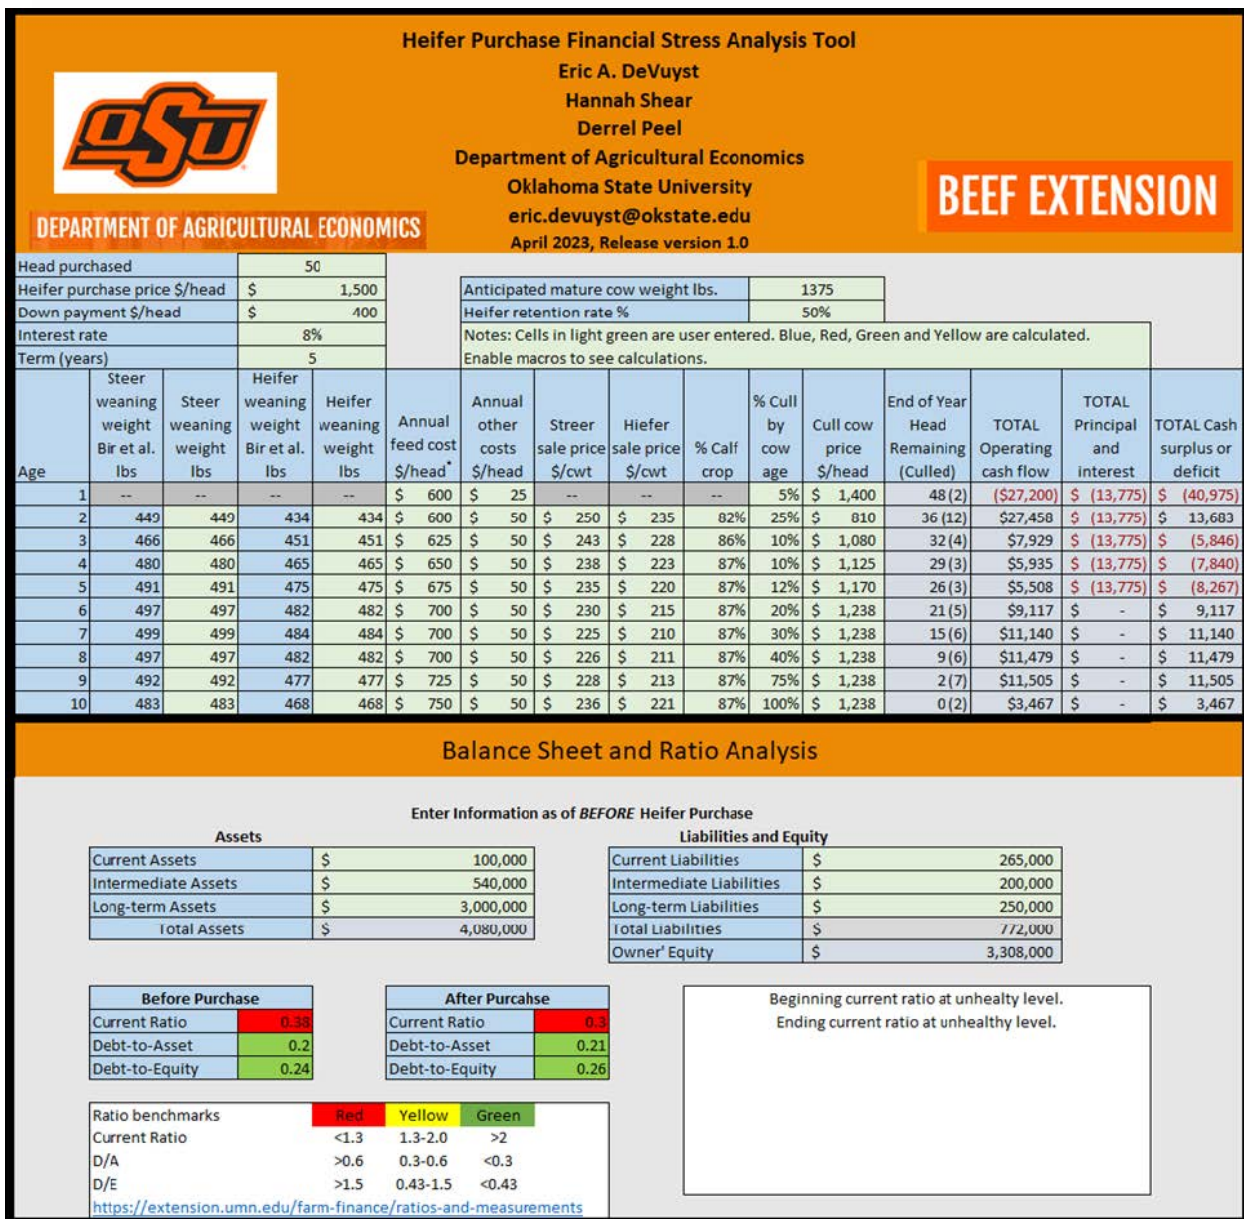 Heifer Purchase Financial Stress Analysis Tool
Eric A. DeVuyst
Hannah Shear
Derrel Peel
Department of Agricultural Economics
Oklahoma State University
eric.devuyst@okstate.edu
April 2023, Release version 1.0
OSU
DEPARTMENT OF AGRICULTURAL ECONOMICS
BEEF EXTENSION
Head purchased 50
Heifer purchase price $/head $ 1,500
Down payment $/head $ 400
Interest rate 8%
Term (years) 5
Anticipated mature cow weight lbs. 1375
Heifer retention rate % 50%
Notes: Cells in light green are user entered. Blue, Red, Green and Yellow are calculated.
Enable macros to see calculations.
Age
Steer weaning weight Bir et al. lbs
Steer weaning weight lbs
Heifer weaning weight Bir et al. lbs
Heifer weaning weight lbs
Annual feed cost $/head*
Annual other costs $/head
Streer sale price $/cwt
Hiefer sale price $/cwt
% Calf crop
% Cull by cow age
Cull cow price $/head
End of Year Head Remaining (Culled)
TOTAL Operating cash flow
TOTAL Principal and interest
TOTAL Cash surplus or deficit
1 -- -- -- -- $ 600 $ 25 -- -- -- 5% $ 1,400 48 (2) ($27,200) $ (13,775) $ (40,975)
2 449 449 434 434 $ 600 $ 50 $ 250 $ 235 82% 25% $ 810 36 (12) $27,458 $ (13,775) $ 13,683
3 466 466 451 451 $ 625 $ 50 $ 243 $ 228 86% 10% $ 1,080 32 (4) $7,929 $ (13,775) $ (5,846)
4 480 480 465 465 $ 650 $ 50 $ 238 $ 223 87% 10% $ 1,125 29 (3) $5,935 $ (13,775) $ (7,840)
5 491 491 475 475 $ 675 $ 50 $ 235 $ 220 87% 12% $ 1,170 26 (3) $5,508 $ (13,775) $ (8,267)
6 497 497 482 482 $ 700 $ 50 $ 230 $ 215 87% 20% $ 1,238 21 (5) $9,117 $ - $ 9,117
7 499 499 484 484 $ 700 $ 50 $ 225 $ 210 87% 30% $ 1,238 15 (6) $11,140 $ - $ 11,140
8 497 497 482 482 $ 700 $ 50 $ 226 $ 211 87% 40% $ 1,238 9 (6) $11,479 $ - $ 11,479
9 492 492 477 477 $ 725 $ 50 $ 228 $ 213 87% 75% $ 1,238 2 (7) $11,505 $ - $ 11,505
10 483 483 468 468 $ 750 $ 50 $ 236 $ 221 87% 100% $ 1,238 0 (2) $3,467 $ - $ 3,467
Balance Sheet and Ratio Analysis
Enter Information as of BEFORE Heifer Purchase
Assets
Current Assets $ 100,000
Intermediate Assets $ 540,000
Long-term Assets $ 3,000,000
Total Assets $ 4,080,000
Liabilities and Equity
Current Liabilities $ 265,000
Intermediate Liabilities $ 200,000
Long-term Liabilities $ 250,000
Total Liabilities $ 772,000
Owner' Equity $ 3,308,000
Before Purchase
Current Ratio 0.38
Debt-to-Asset 0.2
Debt-to-Equity 0.24
After Purcahse
Current Ratio 0.3
Debt-to-Asset 0.21
Debt-to-Equity 0.26
Beginning current ratio at unhealty level.
Ending current ratio at unhealthy level.
Ratio benchmarks Red Yellow Green
Current Ratio <1.3 1.3-2.0 >2
D/A >0.6 0.3-0.6 <0.3
D/E >1.5 0.43-1.5 <0.43
https://extension.umn.edu/farm-finance/ratios-and-measurements